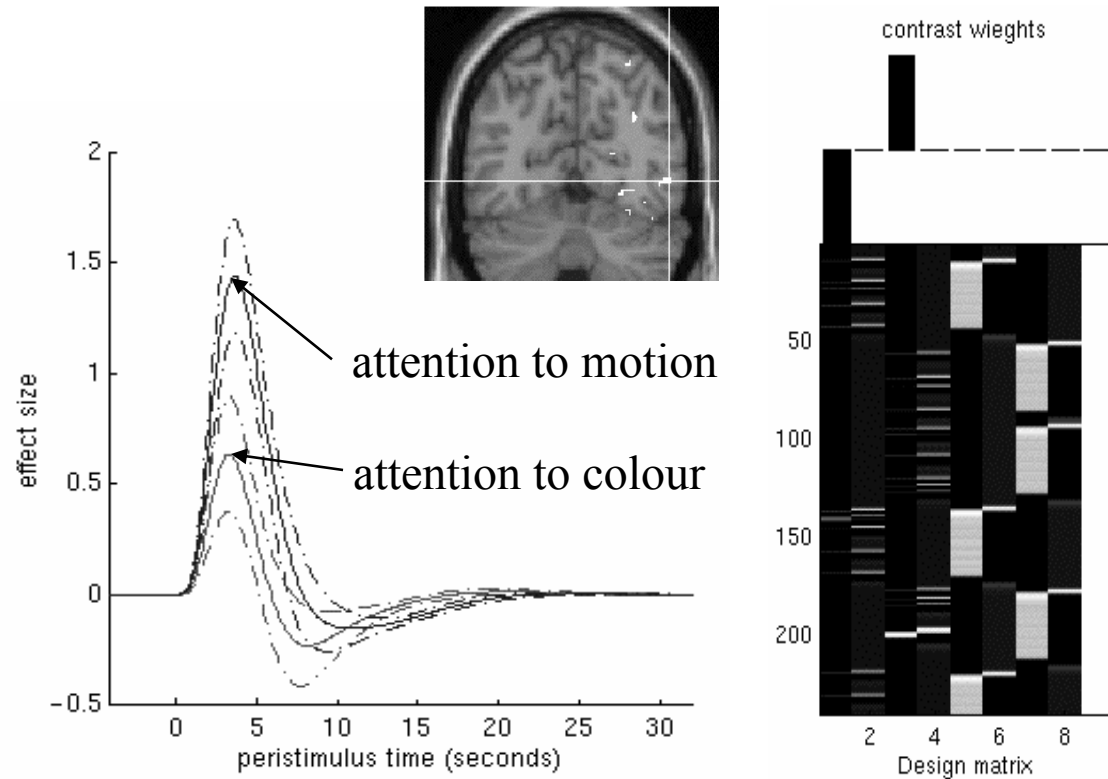 contrast wieghts
2
1.5
1
0.5
0
−0.5
effect size
attention to motion
attention to colour
0 5 10 15 20 25 30
peristimulus time (seconds)
50
100
150
200
2 4 6 8
Design matrix